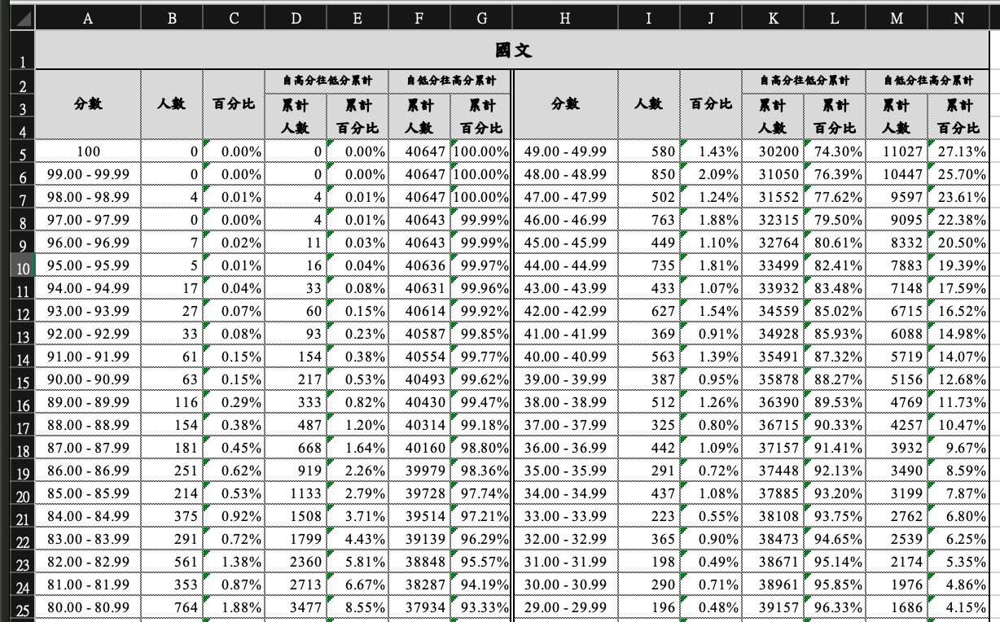 A B C D E F G H I J K L M N
1 國文
2 自高分往低分累計 自低分往高分累計 自高分往低分累計 自低分往高分累計
3 分數 人數 百分比 累計 累計 累計 累計 分數 人數 百分比 累計 累計 累計 累計
4 人數 百分比 人數 百分比 人數 百分比 人數 百分比
5 100 0 0.00% 0 0.00% 40647 100.00% 49.00 - 49.99 580 1.43% 30200 74.30% 11027 27.13%
6 99.00 - 99.99 0 0.00% 0 0.00% 40647 100.00% 48.00 - 48.99 850 2.09% 31050 76.39% 10447 25.70%
7 98.00 - 98.99 4 0.01% 4 0.01% 40647 100.00% 47.00 - 47.99 502 1.24% 31552 77.62% 9597 23.61%
8 97.00 - 97.99 0 0.00% 4 0.01% 40643 99.99% 46.00 - 46.99 763 1.88% 32315 79.50% 9095 22.38%
9 96.00 - 96.99 7 0.02% 11 0.03% 40643 99.99% 45.00 - 45.99 449 1.10% 32764 80.61% 8332 20.50%
10 95.00 - 95.99 5 0.01% 16 0.04% 40636 99.97% 44.00 - 44.99 735 1.81% 33499 82.41% 7883 19.39%
11 94.00 - 94.99 17 0.04% 33 0.08% 40631 99.96% 43.00 - 43.99 433 1.07% 33932 83.48% 7148 17.59%
12 93.00 - 93.99 27 0.07% 60 0.15% 40614 99.92% 42.00 - 42.99 627 1.54% 34559 85.02% 6715 16.52%
13 92.00 - 92.99 33 0.08% 93 0.23% 40587 99.85% 41.00 - 41.99 369 0.91% 34928 85.93% 6088 14.98%
14 91.00 - 91.99 61 0.15% 154 0.38% 40554 99.77% 40.00 - 40.99 563 1.39% 35491 87.32% 5719 14.07%
15 90.00 - 90.99 63 0.15% 217 0.53% 40493 99.62% 39.00 - 39.99 387 0.95% 35878 88.27% 5156 12.68%
16 89.00 - 89.99 116 0.29% 333 0.82% 40430 99.47% 38.00 - 38.99 512 1.26% 36390 89.53% 4769 11.73%
17 88.00 - 88.99 154 0.38% 487 1.20% 40314 99.18% 37.00 - 37.99 325 0.80% 36715 90.33% 4257 10.47%
18 87.00 - 87.99 181 0.45% 668 1.64% 40160 98.80% 36.00 - 36.99 442 1.09% 37157 91.41% 3932 9.67%
19 86.00 - 86.99 251 0.62% 919 2.26% 39979 98.36% 35.00 - 35.99 291 0.72% 37448 92.13% 3490 8.59%
20 85.00 - 85.99 214 0.53% 1133 2.79% 39728 97.74% 34.00 - 34.99 437 1.08% 37885 93.20% 3199 7.87%
21 84.00 - 84.99 375 0.92% 1508 3.71% 39514 97.21% 33.00 - 33.99 223 0.55% 38108 93.75% 2762 6.80%
22 83.00 - 83.99 291 0.72% 1799 4.43% 39139 96.29% 32.00 - 32.99 365 0.90% 38473 94.65% 2539 6.25%
23 82.00 - 82.99 561 1.38% 2360 5.81% 38848 95.57% 31.00 - 31.99 198 0.49% 38671 95.14% 2174 5.35%
24 81.00 - 81.99 353 0.87% 2713 6.67% 38287 94.19% 30.00 - 30.99 290 0.71% 38961 95.85% 1976 4.86%
25 80.00 - 80.99 764 1.88% 3477 8.55% 37934 93.33% 29.00 - 29.99 196 0.48% 39157 96.33% 1686 4.15%